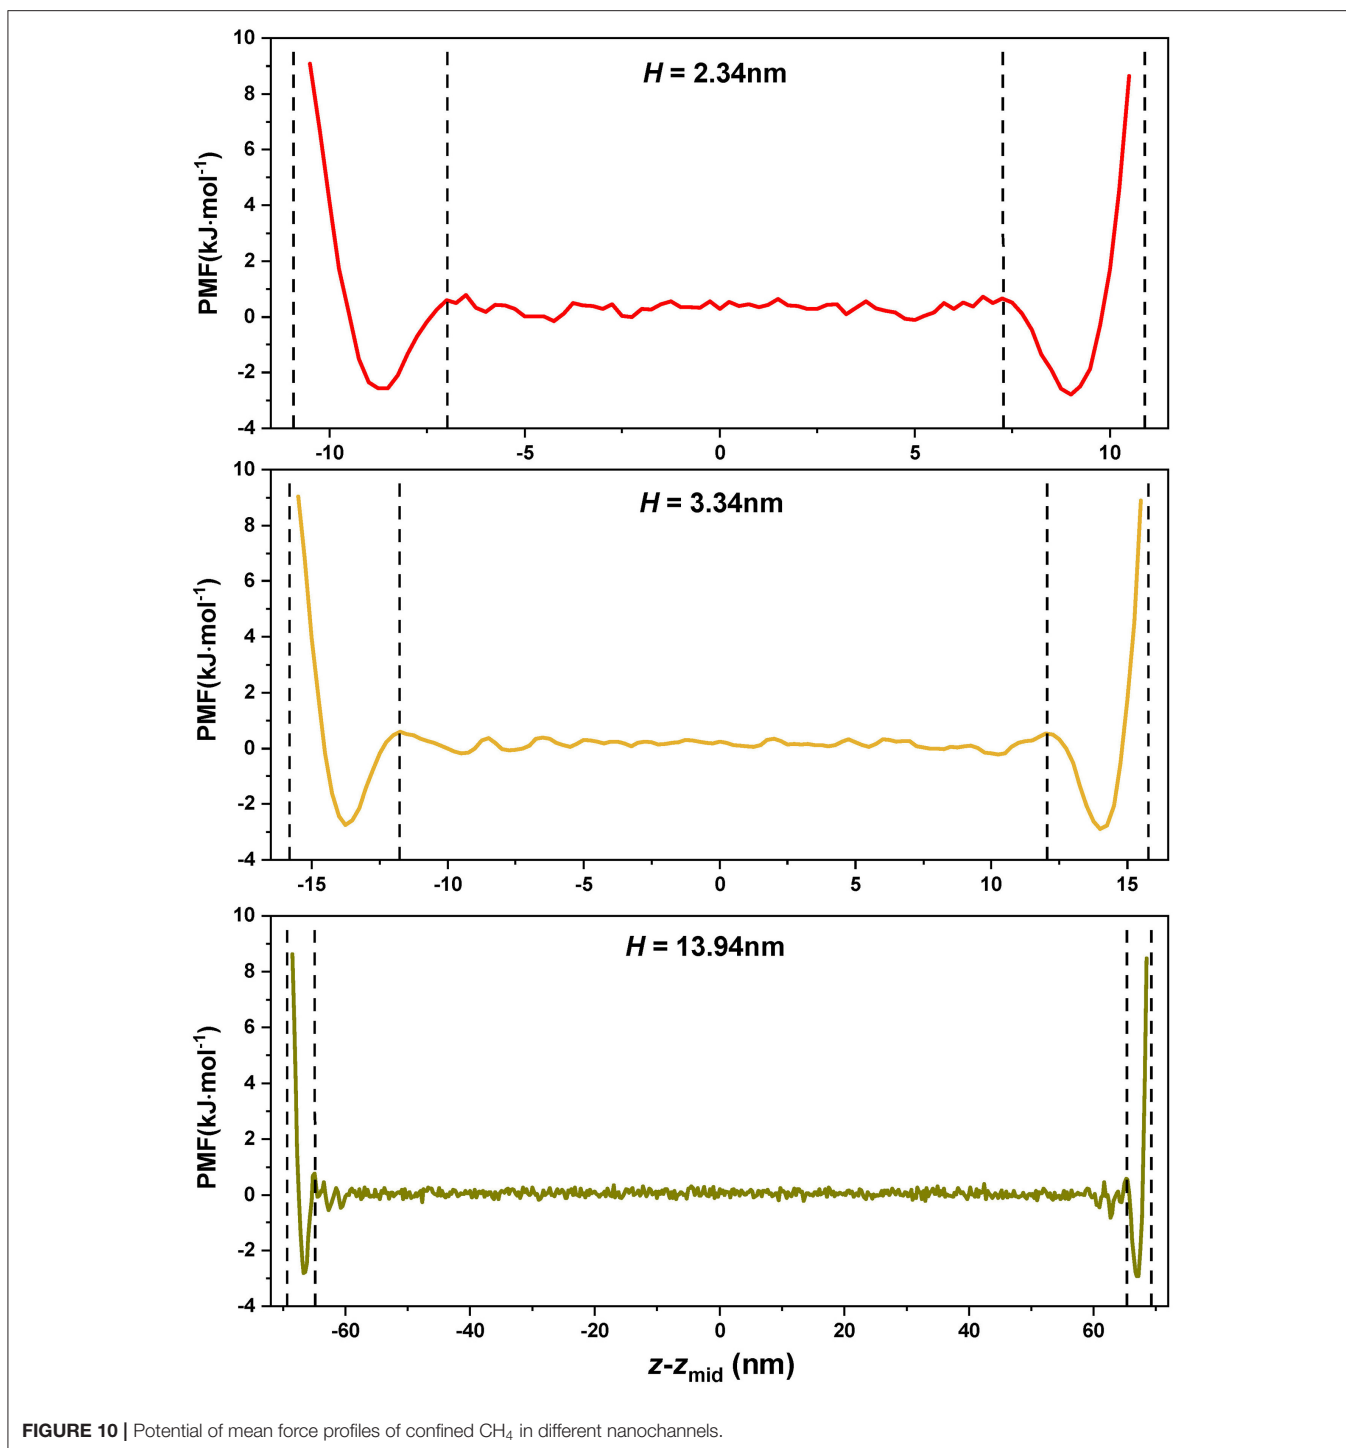 H = 2.34nm
PMF(kJ·mol⁻¹)
10
8
6
4
2
0
-2
-4
-10 -5 0 5 10
H = 3.34nm
PMF(kJ·mol⁻¹)
10
8
6
4
2
0
-2
-4
-15 -10 -5 0 5 10 15
H = 13.94nm
PMF(kJ·mol⁻¹)
10
8
6
4
2
0
-2
-4
-60 -40 -20 0 20 40 60
z-zmid (nm)
FIGURE 10 | Potential of mean force profiles of confined CH₄ in different nanochannels.